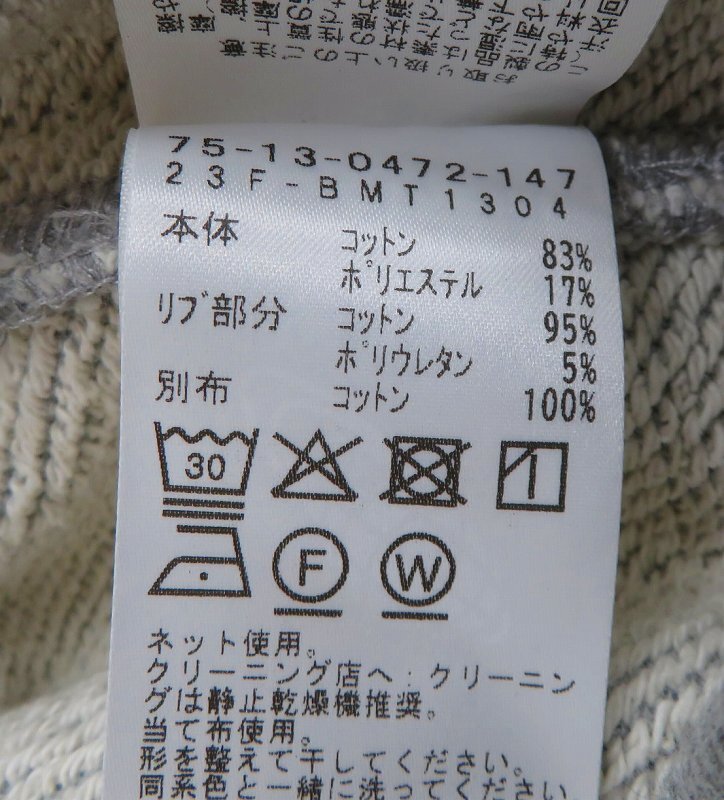 75-13-0472-147
23F-BMT1304
本体 コットン 83%
ポリエステル 17%
リブ部分 コットン 95%
ポリウレタン 5%
別布 コットン 100%
30
F W
ネット使用。
クリーニング店へ：クリーニン
グは静止乾燥機推奨。
当て布使用。
形を整えて干してください。
同系色と一緒に洗ってください